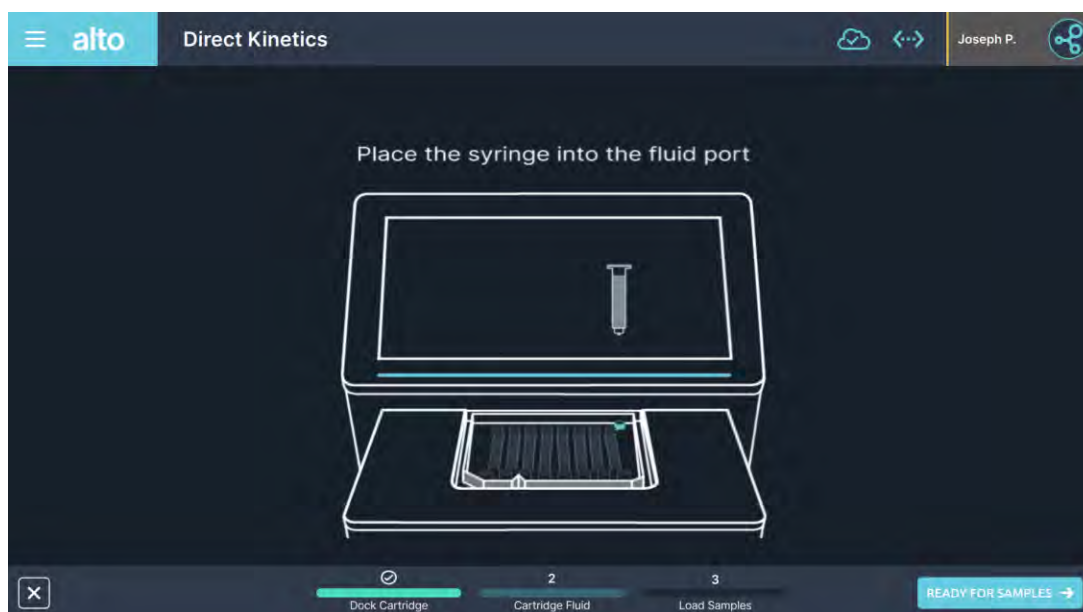 alto
Direct Kinetics
Joseph P.
Place the syringe into the fluid port
2
3
Dock Cartridge
Cartridge Fluid
Load Samples
READY FOR SAMPLES